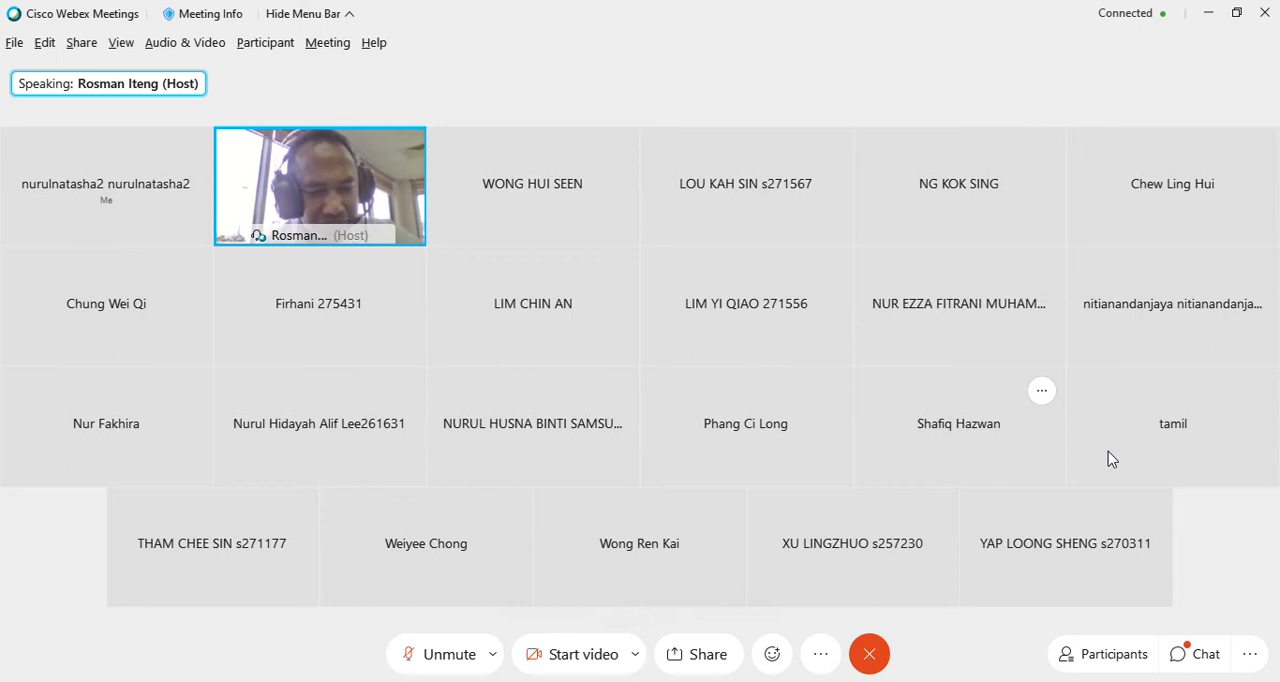 Cisco Webex Meetings Meeting Info Hide Menu Bar Connected
File Edit Share View Audio & Video Participant Meeting Help
Speaking: Rosman Iteng (Host)
nurulnatasha2 nurulnatasha2
Me
Rosman... (Host)
WONG HUI SEEN
LOU KAH SIN s271567
NG KOK SING
Chew Ling Hui
Chung Wei Qi
Firhani 275431
LIM CHIN AN
LIM YI QIAO 271556
NUR EZZA FITRANI MUHAM...
nitianandanjaya nitianandanja...
Nur Fakhira
Nurul Hidayah Alif Lee261631
NURUL HUSNA BINTI SAMSU...
Phang Ci Long
Shafiq Hazwan
tamil
THAM CHEE SIN s271177
Weiyee Chong
Wong Ren Kai
XU LINGZHUO s257230
YAP LOONG SHENG s270311
Unmute Start video Share Participants Chat